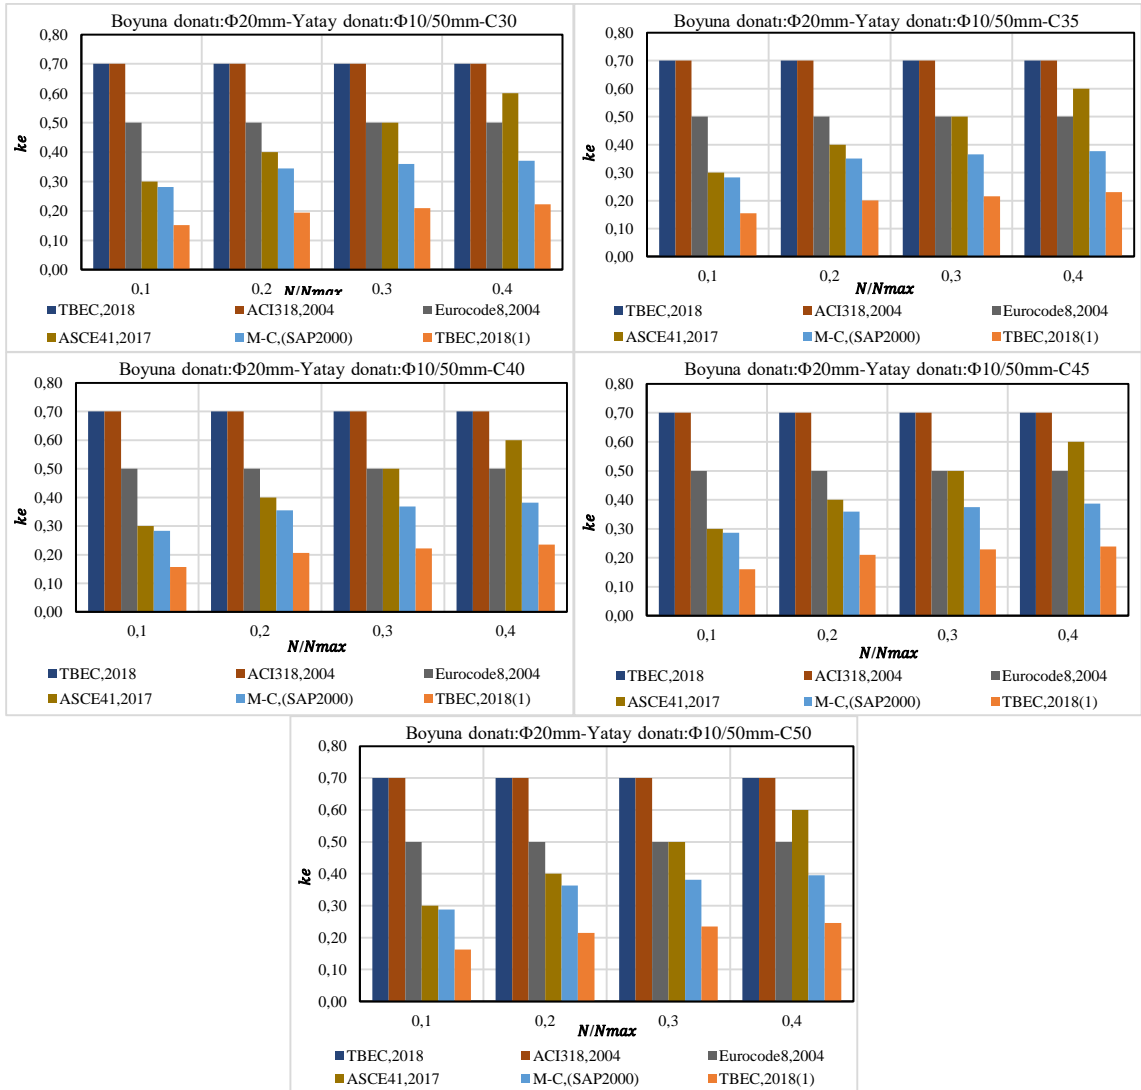 Boyuna donatı:Φ20mm-Yatay donatı:Φ10/50mm-C30
0,80
0,70
0,60
0,50
0,40
0,30
0,20
0,10
0,00
ke
0,1 0,2 0,3 0,4
N/Nmax
TBEC,2018 ACI318,2004 Eurocode8,2004
ASCE41,2017 M-C,(SAP2000) TBEC,2018(1)
Boyuna donatı:Φ20mm-Yatay donatı:Φ10/50mm-C35
0,80
0,70
0,60
0,50
0,40
0,30
0,20
0,10
0,00
ke
0,1 0,2 0,3 0,4
N/Nmax
TBEC,2018 ACI318,2004 Eurocode8,2004
ASCE41,2017 M-C,(SAP2000) TBEC,2018(1)
Boyuna donatı:Φ20mm-Yatay donatı:Φ10/50mm-C40
0,80
0,70
0,60
0,50
0,40
0,30
0,20
0,10
0,00
ke
0,1 0,2 0,3 0,4
N/Nmax
TBEC,2018 ACI318,2004 Eurocode8,2004
ASCE41,2017 M-C,(SAP2000) TBEC,2018(1)
Boyuna donatı:Φ20mm-Yatay donatı:Φ10/50mm-C45
0,80
0,70
0,60
0,50
0,40
0,30
0,20
0,10
0,00
ke
0,1 0,2 0,3 0,4
N/Nmax
TBEC,2018 ACI318,2004 Eurocode8,2004
ASCE41,2017 M-C,(SAP2000) TBEC,2018(1)
Boyuna donatı:Φ20mm-Yatay donatı:Φ10/50mm-C50
0,80
0,70
0,60
0,50
0,40
0,30
0,20
0,10
0,00
ke
0,1 0,2 0,3 0,4
N/Nmax
TBEC,2018 ACI318,2004 Eurocode8,2004
ASCE41,2017 M-C,(SAP2000) TBEC,2018(1)